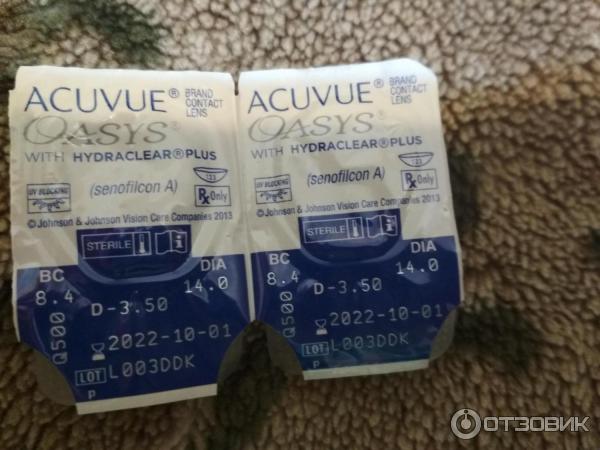 ACUVUE® BRAND CONTACT LENS
OASYS®
WITH HYDRACLEAR®PLUS
123
UV BLOCKING
(senofilcon A)
Rx Only
©Johnson & Johnson Vision Care Companies 2013
STERILE
BC
8.4
DIA
14.0
D-3.50
Q500
2022-10-01
LOT L003DDK
P
ACUVUE® BRAND CONTACT LENS
OASYS®
WITH HYDRACLEAR®PLUS
123
UV BLOCKING
(senofilcon A)
Rx Only
©Johnson & Johnson Vision Care Companies 2013
STERILE
BC
8.4
DIA
14.0
D-3.50
Q500
2022-10-01
LOT L003DDK
P
ОТЗОВИК